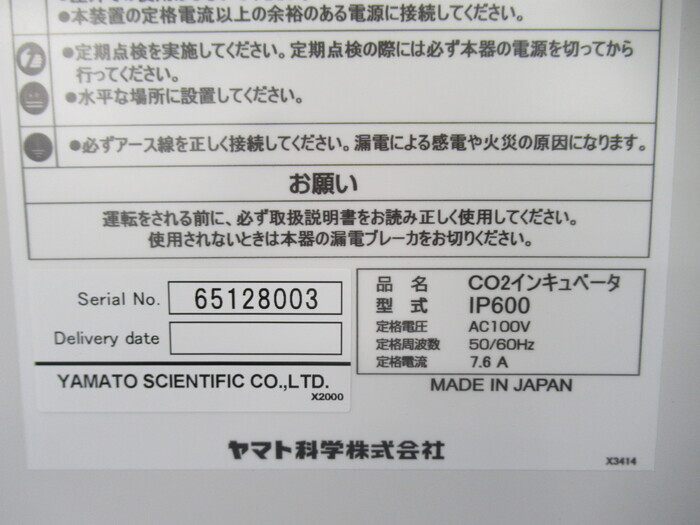 ●本装置の定格電流以上の余裕のある電源に接続してください。
●定期点検を実施してください。定期点検の際には必ず本器の電源を切ってから
行ってください。
●水平な場所に設置してください。
●必ずアース線を正しく接続してください。漏電による感電や火災の原因になります。
お願い
運転をされる前に、必ず取扱説明書をお読み正しく使用してください。
使用されないときは本器の漏電ブレーカをお切りください。
Serial No. 65128003
Delivery date
YAMATO SCIENTIFIC CO.,LTD.
X2000
品 名 CO2インキュベータ
型 式 IP600
定格電圧 AC100V
定格周波数 50/60Hz
定格電流 7.6 A
MADE IN JAPAN
ヤマト科学株式会社
X3414